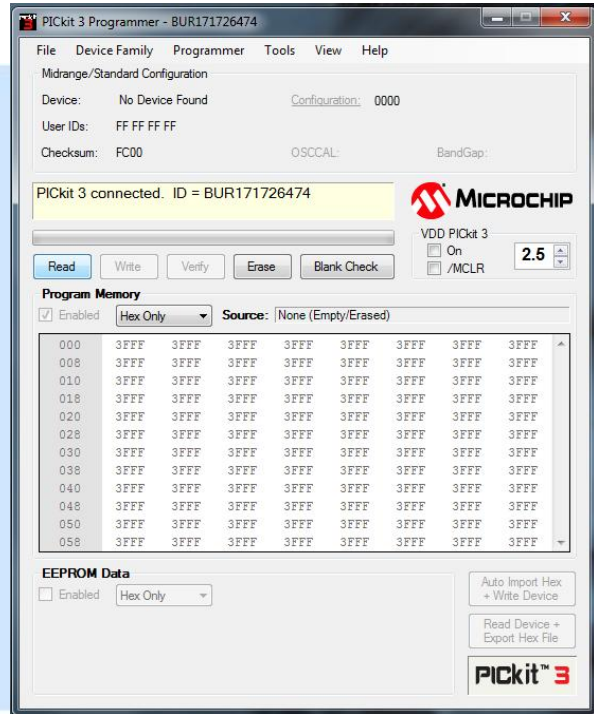 PICkit 3 Programmer - BUR171726474
File Device Family Programmer Tools View Help
Midrange/Standard Configuration
Device: No Device Found Configuration: 0000
User IDs: FF FF FF FF
Checksum: FC00 OSCCAL: BandGap:
PICkit 3 connected. ID = BUR171726474
MICROCHIP
VDD PICkit 3
On
/MCLR
2.5
Read Write Verify Erase Blank Check
Program Memory
Enabled Hex Only Source: None (Empty/Erased)
000 3FFF 3FFF 3FFF 3FFF 3FFF 3FFF 3FFF 3FFF
008 3FFF 3FFF 3FFF 3FFF 3FFF 3FFF 3FFF 3FFF
010 3FFF 3FFF 3FFF 3FFF 3FFF 3FFF 3FFF 3FFF
018 3FFF 3FFF 3FFF 3FFF 3FFF 3FFF 3FFF 3FFF
020 3FFF 3FFF 3FFF 3FFF 3FFF 3FFF 3FFF 3FFF
028 3FFF 3FFF 3FFF 3FFF 3FFF 3FFF 3FFF 3FFF
030 3FFF 3FFF 3FFF 3FFF 3FFF 3FFF 3FFF 3FFF
038 3FFF 3FFF 3FFF 3FFF 3FFF 3FFF 3FFF 3FFF
040 3FFF 3FFF 3FFF 3FFF 3FFF 3FFF 3FFF 3FFF
048 3FFF 3FFF 3FFF 3FFF 3FFF 3FFF 3FFF 3FFF
050 3FFF 3FFF 3FFF 3FFF 3FFF 3FFF 3FFF 3FFF
058 3FFF 3FFF 3FFF 3FFF 3FFF 3FFF 3FFF 3FFF
EEPROM Data
Enabled Hex Only
Auto Import Hex
+ Write Device
Read Device +
Export Hex File
PICkit™ 3